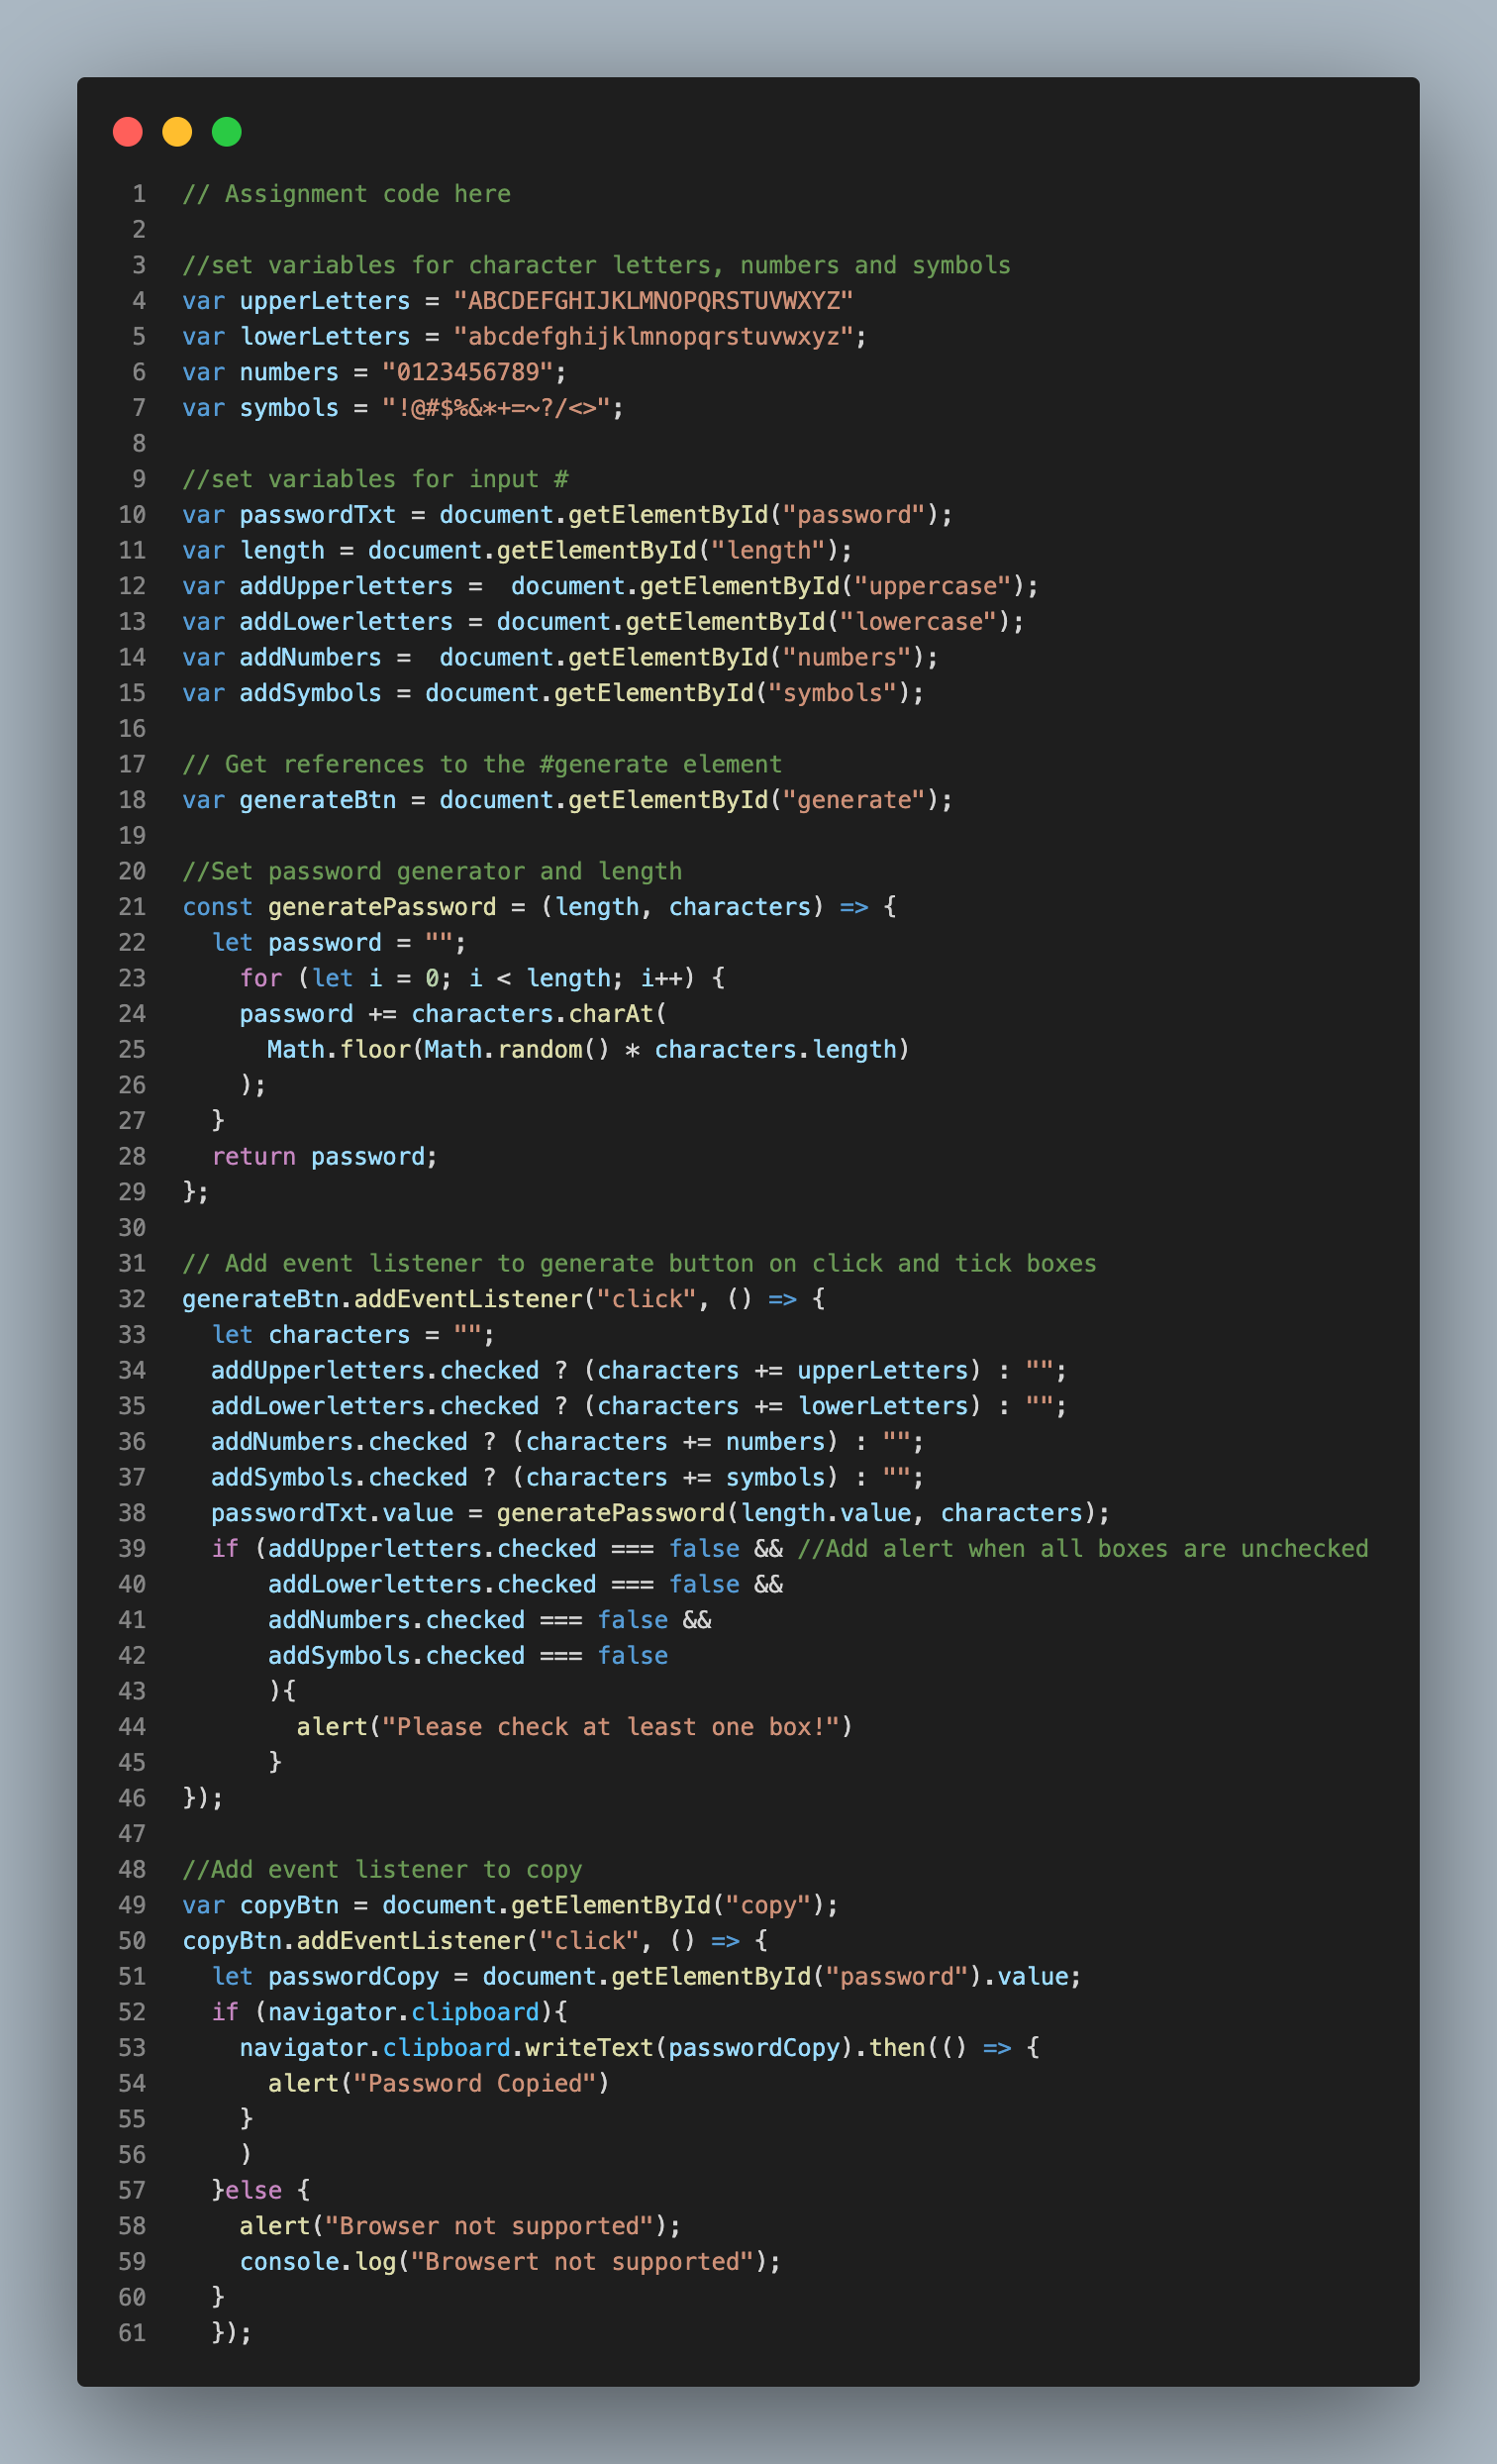 1 // Assignment code here
2
3 //set variables for character letters, numbers and symbols
4 var upperLetters = "ABCDEFGHIJKLMNOPQRSTUVWXYZ"
5 var lowerLetters = "abcdefghijklmnopqrstuvwxyz";
6 var numbers = "0123456789";
7 var symbols = "!@#$%&*+=~?/<>";
8
9 //set variables for input #
10 var passwordTxt = document.getElementById("password");
11 var length = document.getElementById("length");
12 var addUpperletters =  document.getElementById("uppercase");
13 var addLowerletters = document.getElementById("lowercase");
14 var addNumbers =  document.getElementById("numbers");
15 var addSymbols = document.getElementById("symbols");
16
17 // Get references to the #generate element
18 var generateBtn = document.getElementById("generate");
19
20 //Set password generator and length
21 const generatePassword = (length, characters) => {
22   let password = "";
23     for (let i = 0; i < length; i++) {
24     password += characters.charAt(
25       Math.floor(Math.random() * characters.length)
26     );
27   }
28   return password;
29 };
30
31 // Add event listener to generate button on click and tick boxes
32 generateBtn.addEventListener("click", () => {
33   let characters = "";
34   addUpperletters.checked ? (characters += upperLetters) : "";
35   addLowerletters.checked ? (characters += lowerLetters) : "";
36   addNumbers.checked ? (characters += numbers) : "";
37   addSymbols.checked ? (characters += symbols) : "";
38   passwordTxt.value = generatePassword(length.value, characters);
39   if (addUpperletters.checked === false && //Add alert when all boxes are unchecked
40       addLowerletters.checked === false &&
41       addNumbers.checked === false &&
42       addSymbols.checked === false
43       ){
44         alert("Please check at least one box!")
45       }
46 });
47
48 //Add event listener to copy
49 var copyBtn = document.getElementById("copy");
50 copyBtn.addEventListener("click", () => {
51     let passwordCopy = document.getElementById("password").value;
52   if (navigator.clipboard){
53     navigator.clipboard.writeText(passwordCopy).then(() => {
54       alert("Password Copied")
55     }
56     )
57   }else {
58     alert("Browser not supported");
59     console.log("Browsert not supported");
60   }
61   });